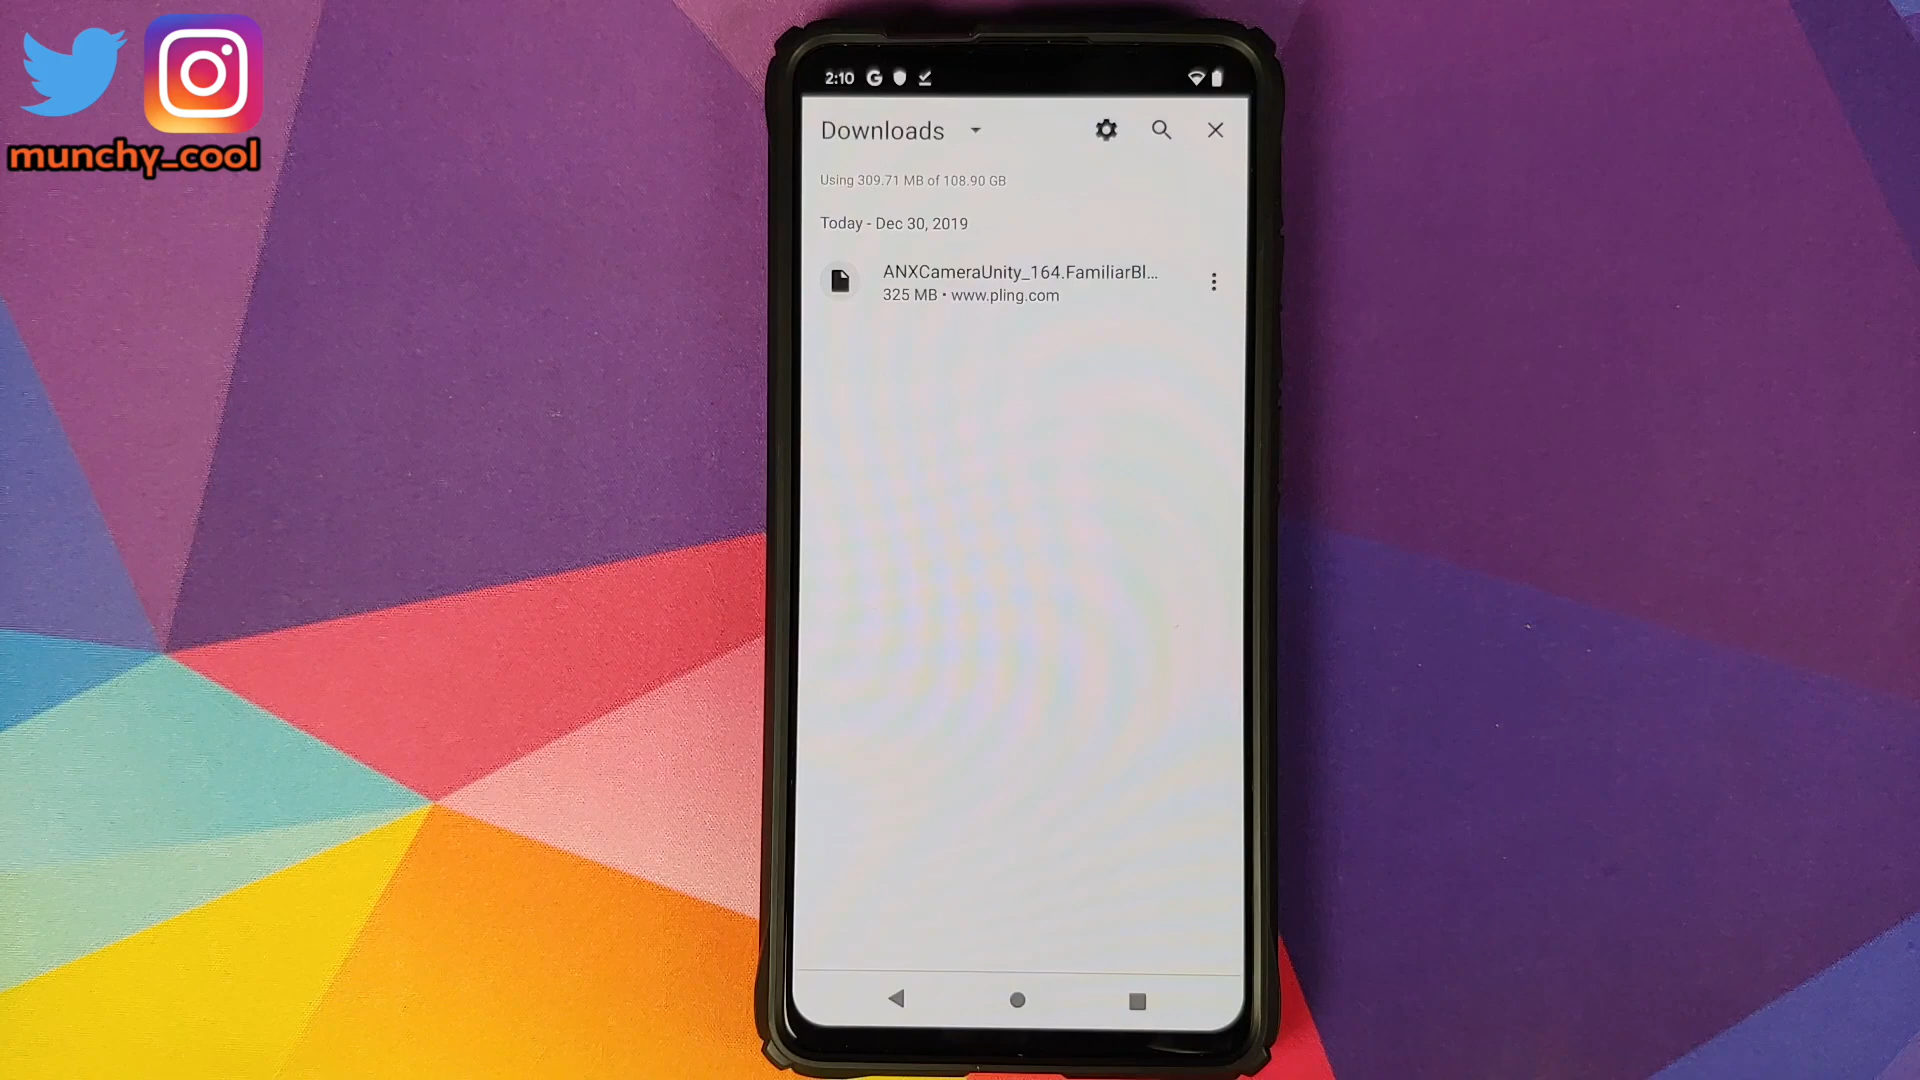 munchy_cool
2:10
Downloads
Using 309.71 MB of 108.90 GB
Today - Dec 30, 2019
ANXCameraUnity_164.FamiliarBl...
325 MB • www.pling.com